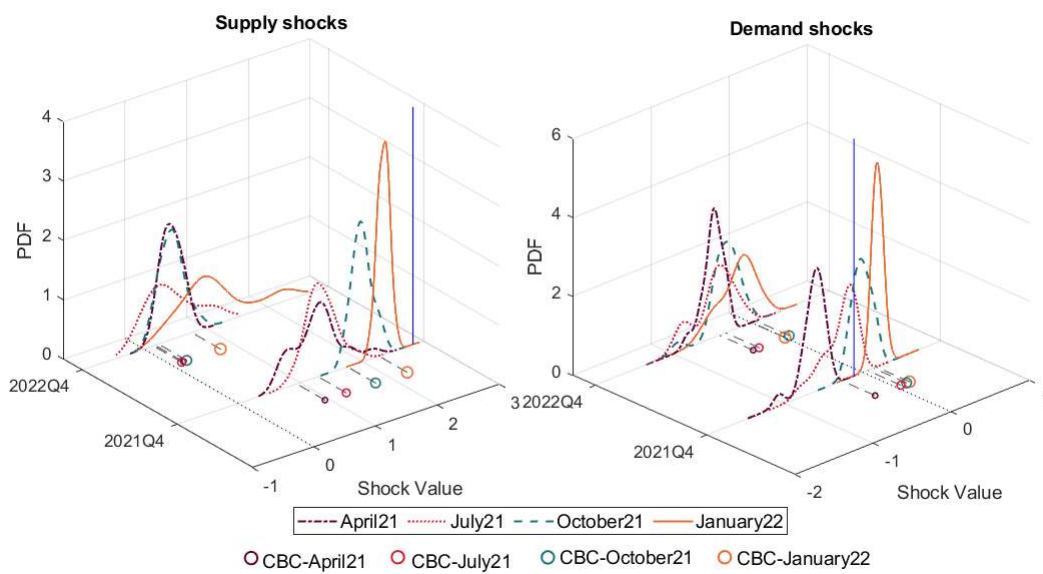 Supply shocks
Demand shocks
4
3
2
1
0
PDF
2022Q4
2021Q4
-1
0
1
2
3
Shock Value
6
4
2
0
PDF
2022Q4
2021Q4
-2
-1
0
Shock Value
April21 July21 October21 January22
CBC-April21 CBC-July21 CBC-October21 CBC-January22